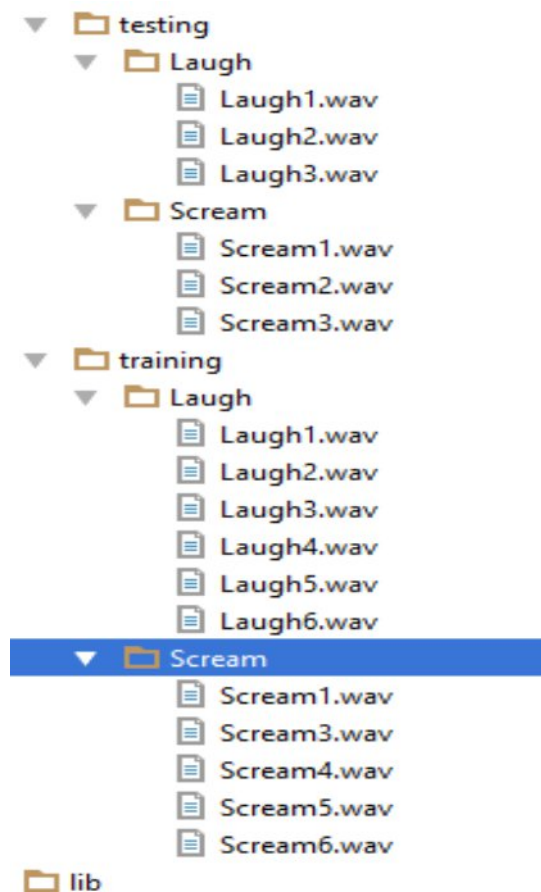 testing
Laugh
Laugh1.wav
Laugh2.wav
Laugh3.wav
Scream
Scream1.wav
Scream2.wav
Scream3.wav
training
Laugh
Laugh1.wav
Laugh2.wav
Laugh3.wav
Laugh4.wav
Laugh5.wav
Laugh6.wav
Scream
Scream1.wav
Scream3.wav
Scream4.wav
Scream5.wav
Scream6.wav
lib